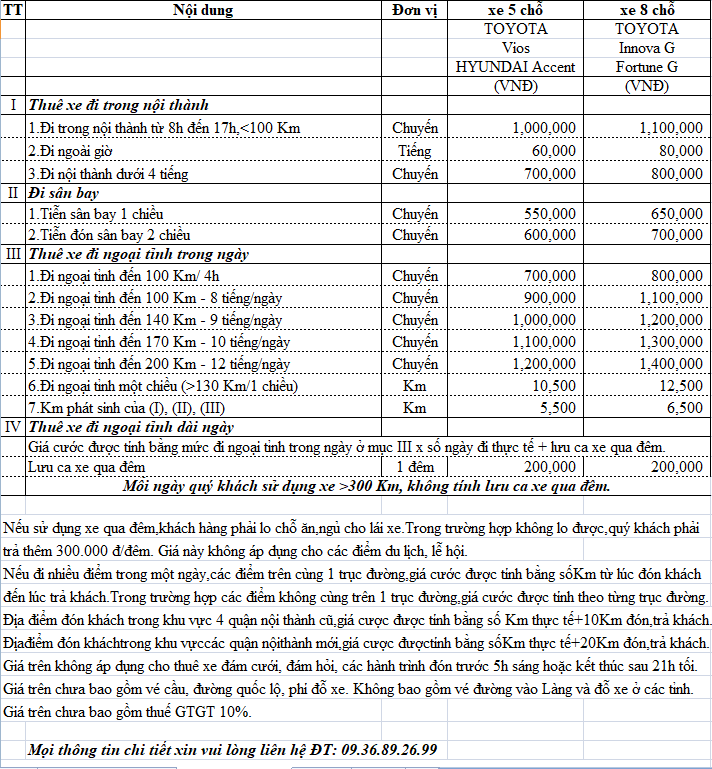 TT Nội dung Đơn vị xe 5 chỗ xe 8 chỗ
TOYOTA TOYOTA
Vios Innova G
HYUNDAI Accent Fortune G
(VNĐ) (VNĐ)
I Thuê xe đi trong nội thành
1.Đi trong nội thành từ 8h đến 17h,<100 Km Chuyến 1,000,000 1,100,000
2.Đi ngoài giờ Tiếng 60,000 80,000
3.Đi nội thành dưới 4 tiếng Chuyến 700,000 800,000
II Đi sân bay
1.Tiễn sân bay 1 chiều Chuyến 550,000 650,000
2.Tiễn đón sân bay 2 chiều Chuyến 600,000 700,000
III Thuê xe đi ngoại tỉnh trong ngày
1.Đi ngoại tỉnh đến 100 Km/ 4h Chuyến 700,000 800,000
2.Đi ngoại tỉnh đến 100 Km - 8 tiếng/ngày Chuyến 900,000 1,100,000
3.Đi ngoại tỉnh đến 140 Km - 9 tiếng/ngày Chuyến 1,000,000 1,200,000
4.Đi ngoại tỉnh đến 170 Km - 10 tiếng/ngày Chuyến 1,100,000 1,300,000
5.Đi ngoại tỉnh đến 200 Km - 12 tiếng/ngày Chuyến 1,200,000 1,400,000
6.Đi ngoại tỉnh một chiều (>130 Km/1 chiều) Km 10,500 12,500
7.Km phát sinh của (I), (II), (III) Km 5,500 6,500
IV Thuê xe đi ngoại tỉnh dài ngày
Giá cước được tính bằng mức đi ngoại tỉnh trong ngày ở mục III x số ngày đi thực tế + lưu ca xe qua đêm.
Lưu ca xe qua đêm 1 đêm 200,000 200,000
Mỗi ngày quý khách sử dụng xe >300 Km, không tính lưu ca xe qua đêm.
Nếu sử dụng xe qua đêm,khách hàng phải lo chỗ ăn,ngủ cho lái xe.Trong trường hợp không lo được,quý khách phải
trả thêm 300.000 đ/đêm. Giá này không áp dụng cho các điểm du lịch, lễ hội.
Nếu đi nhiều điểm trong một ngày,các điểm trên cùng 1 trục đường,giá cước được tính bằng sốKm từ lúc đón khách
đến lúc trả khách.Trong trường hợp các điểm không cùng trên 1 trục đường,giá cước được tính theo từng trục đường.
Địa điểm đón khách trong khu vực 4 quận nội thành cũ,giá cược được tính bằng số Km thực tế+10Km đón,trả khách.
Địađiểm đón kháchtrong khu vựccác quận nộithành mới,giá cước đượctính bằng sốKm thực tế+20Km đón,trả khách.
Giá trên không áp dụng cho thuê xe đám cưới, đám hỏi, các hành trình đón trước 5h sáng hoặc kết thúc sau 21h tối.
Giá trên chưa bao gồm vé cầu, đường quốc lộ, phí đỗ xe. Không bao gồm vé đường vào Làng và đỗ xe ở các tỉnh.
Giá trên chưa bao gồm thuế GTGT 10%.
Mọi thông tin chi tiết xin vui lòng liên hệ ĐT: 09.36.89.26.99